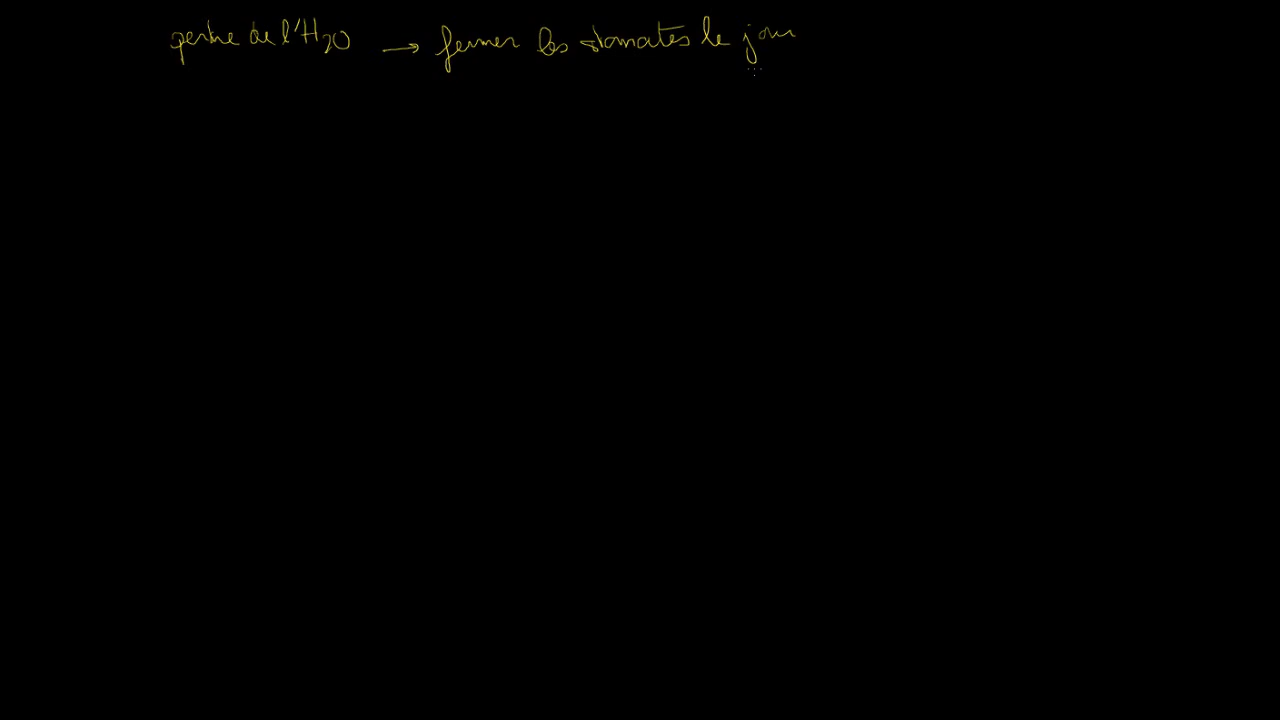 perte de l'H2O → fermer les stomates le jour